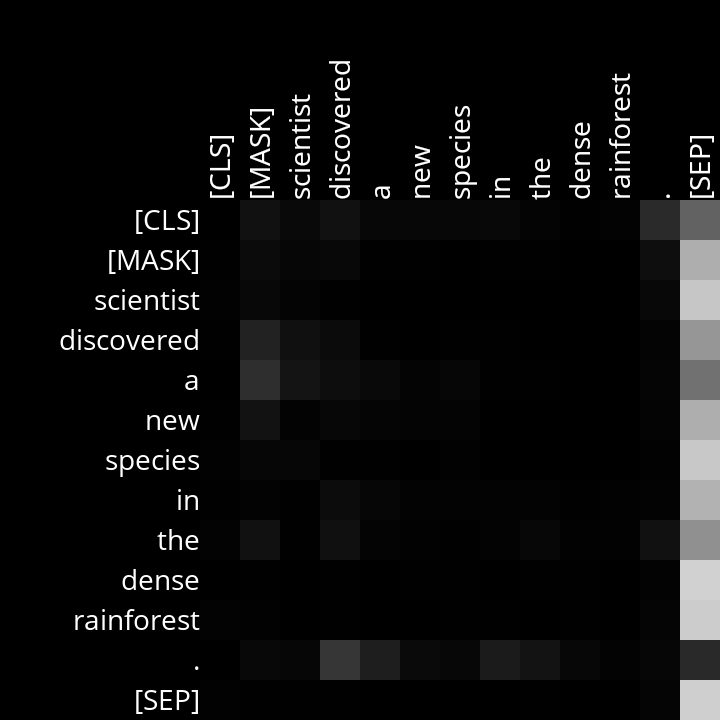 [CLS] [MASK] scientist discovered a new species in the dense rainforest . [SEP]
[CLS]
[MASK]
scientist
discovered
a
new
species
in
the
dense
rainforest
.
[SEP]